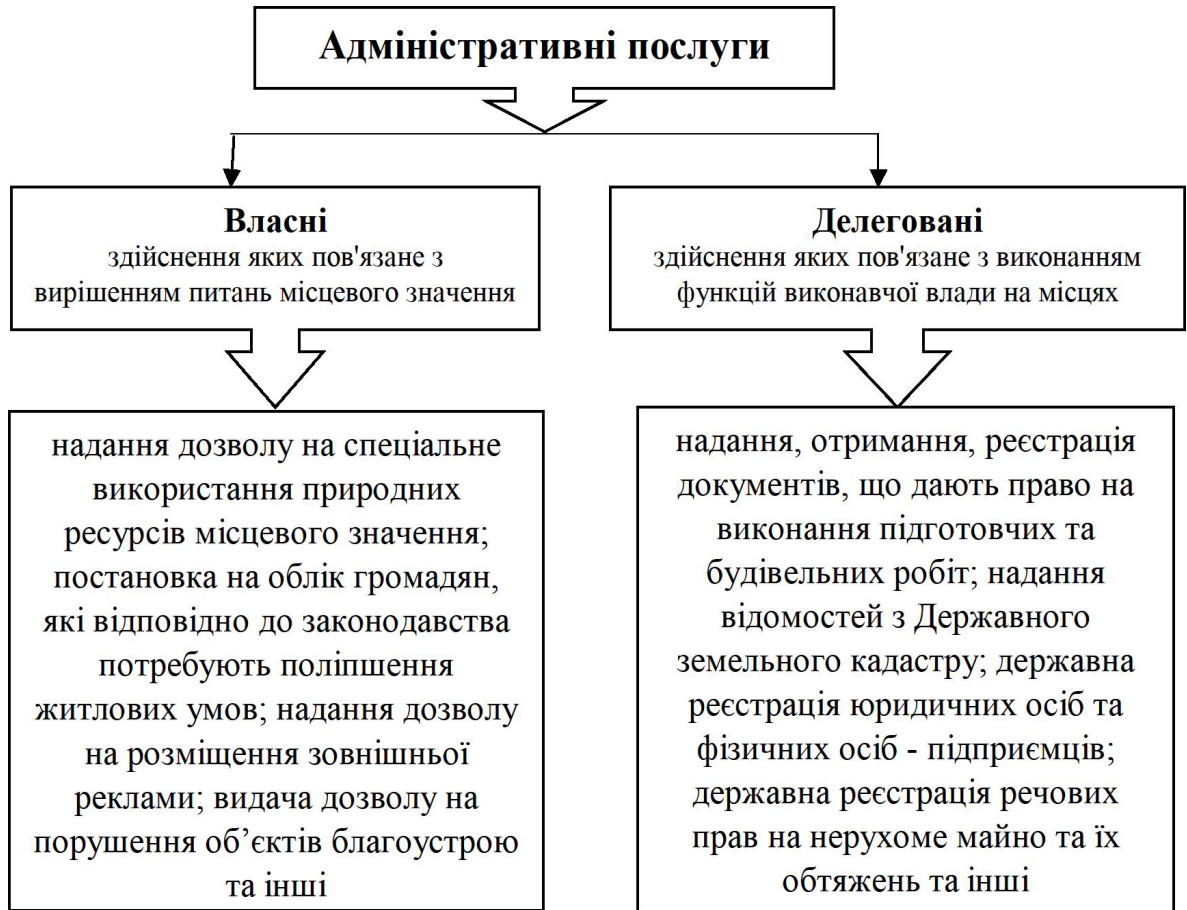 Адміністративні послуги
Власні
здійснення яких пов'язане з
вирішенням питань місцевого значення
Делеговані
здійснення яких пов'язане з виконанням
функцій виконавчої влади на місцях
надання дозволу на спеціальне
використання природних
ресурсів місцевого значення;
постановка на облік громадян,
які відповідно до законодавства
потребують поліпшення
житлових умов; надання дозволу
на розміщення зовнішньої
реклами; видача дозволу на
порушення об’єктів благоустрою
та інші
надання, отримання, реєстрація
документів, що дають право на
виконання підготовчих та
будівельних робіт; надання
відомостей з Державного
земельного кадастру; державна
реєстрація юридичних осіб та
фізичних осіб - підприємців;
державна реєстрація речових
прав на нерухоме майно та їх
обтяжень та інші